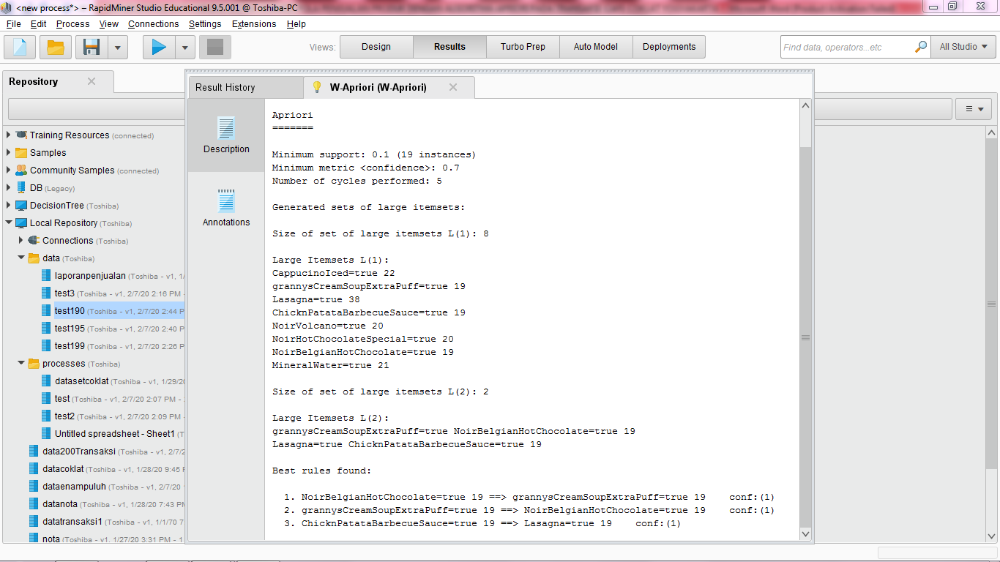 <new process*> – RapidMiner Studio Educational 9.5.001 @ Toshiba-PC
File Edit Process View Connections Settings Extensions Help
Views: Design Results Turbo Prep Auto Model Deployments
Find data, operators...etc
All Studio
Repository
Training Resources (connected)
Samples
Community Samples (connected)
DB (Legacy)
DecisionTree (Toshiba)
Local Repository (Toshiba)
Connections (Toshiba)
data (Toshiba)
laporanpenjualan (Toshiba - v1, 1/
test3 (Toshiba - v1, 2/7/20 2:16 PM -
test190 (Toshiba - v1, 2/7/20 2:44 P
test195 (Toshiba - v1, 2/7/20 2:40 P
test199 (Toshiba - v1, 2/7/20 2:26 P
processes (Toshiba)
datasetcoklat (Toshiba - v1, 1/29/20
test (Toshiba - v1, 2/7/20 2:07 PM -
test2 (Toshiba - v1, 2/7/20 2:09 PM -
Untitled spreadsheet - Sheet1 (T
data200Transaksi (Toshiba - v1, 2/7/2
datacoklat (Toshiba - v1, 1/28/20 9:45 P
dataenampuluh (Toshiba - v1, 2/7/20
datanota (Toshiba - v1, 1/28/20 7:43 PM
datatransaksi1 (Toshiba - v1, 1/1/70 7
nota (Toshiba - v1, 1/27/20 3:31 PM - 1
Result History
W-Apriori (W-Apriori)
Description
Annotations
Apriori
=======
Minimum support: 0.1 (19 instances)
Minimum metric <confidence>: 0.7
Number of cycles performed: 5
Generated sets of large itemsets:
Size of set of large itemsets L(1): 8
Large Itemsets L(1):
CappucinoIced=true 22
grannysCreamSoupExtraPuff=true 19
Lasagna=true 38
ChicknPatataBarbecueSauce=true 19
NoirVolcano=true 20
NoirHotChocolateSpecial=true 20
NoirBelgianHotChocolate=true 19
MineralWater=true 21
Size of set of large itemsets L(2): 2
Large Itemsets L(2):
grannysCreamSoupExtraPuff=true NoirBelgianHotChocolate=true 19
Lasagna=true ChicknPatataBarbecueSauce=true 19
Best rules found:
1. NoirBelgianHotChocolate=true 19 ==> grannysCreamSoupExtraPuff=true 19 conf:(1)
2. grannysCreamSoupExtraPuff=true 19 ==> NoirBelgianHotChocolate=true 19 conf:(1)
3. ChicknPatataBarbecueSauce=true 19 ==> Lasagna=true 19 conf:(1)